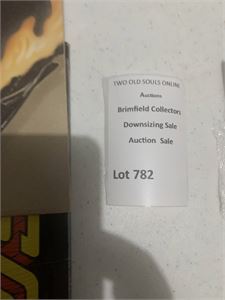 TWO OLD SOULS ONLINE
Auctions
Brimfield Collectors
Downsizing Sale
Auction Sale
Lot 782